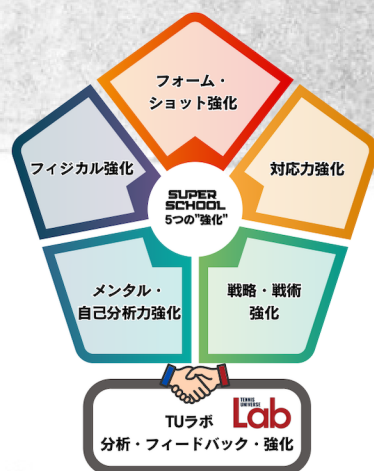 フォーム・
ショット強化
フィジカル強化
対応力強化
SUPER
SCHOOL
5つの"強化"
メンタル・
自己分析力強化
戦略・戦術
強化
TUラボ
TENNIS
UNIVERSE
Lab
分析・フィードバック・強化